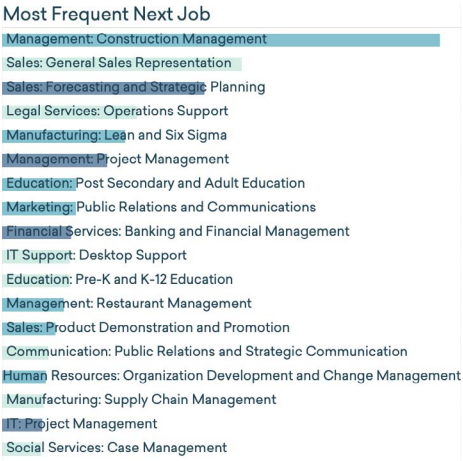 Most Frequent Next Job
Management: Construction Management
Sales: General Sales Representation
Sales: Forecasting and Strategic Planning
Legal Services: Operations Support
Manufacturing: Lean and Six Sigma
Management: Project Management
Education: Post Secondary and Adult Education
Marketing: Public Relations and Communications
Financial Services: Banking and Financial Management
IT Support: Desktop Support
Education: Pre-K and K-12 Education
Management: Restaurant Management
Sales: Product Demonstration and Promotion
Communication: Public Relations and Strategic Communication
Human Resources: Organization Development and Change Management
Manufacturing: Supply Chain Management
IT: Project Management
Social Services: Case Management